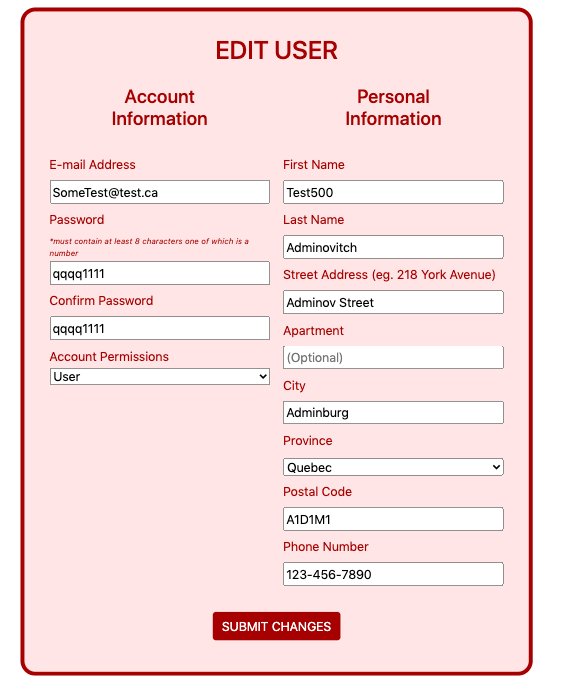 EDIT USER
Account
Information
E-mail Address
SomeTest@test.ca
Password
*must contain at least 8 characters one of which is a
number
qqqq1111
Confirm Password
qqqq1111
Account Permissions
User
Personal
Information
First Name
Test500
Last Name
Adminovitch
Street Address (eg. 218 York Avenue)
Adminov Street
Apartment
(Optional)
City
Adminburg
Province
Quebec
Postal Code
A1D1M1
Phone Number
123-456-7890
SUBMIT CHANGES